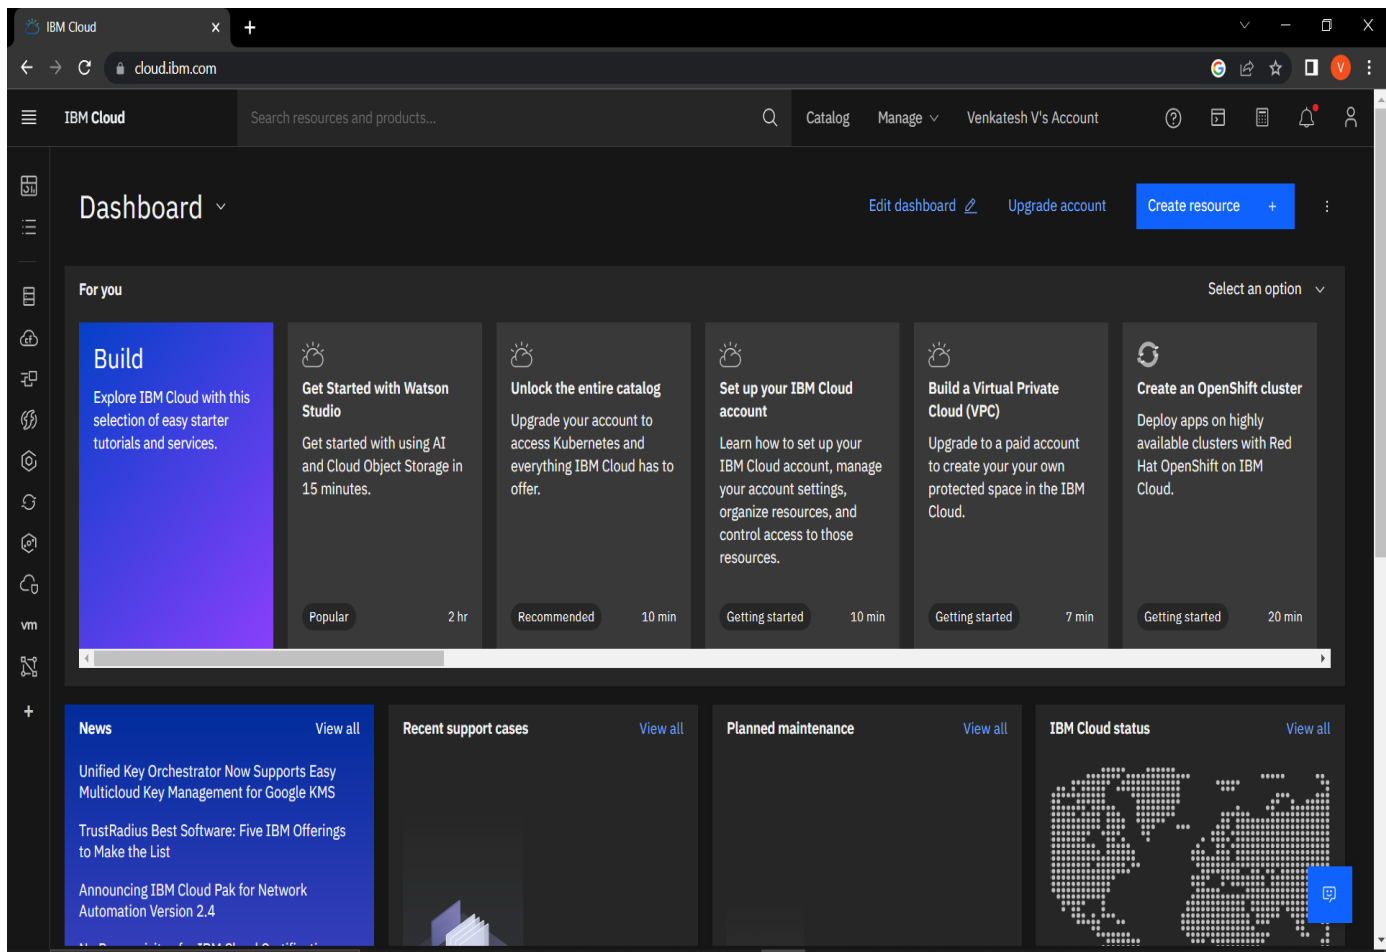 IBM Cloud
cloud.ibm.com
V
IBM Cloud
Search resources and products...
Catalog
Manage
Venkatesh V's Account
Dashboard
Edit dashboard
Upgrade account
Create resource +
For you
Select an option
Build
Explore IBM Cloud with this
selection of easy starter
tutorials and services.
Get Started with Watson
Studio
Get started with using AI
and Cloud Object Storage in
15 minutes.
Popular
2 hr
Unlock the entire catalog
Upgrade your account to
access Kubernetes and
everything IBM Cloud has to
offer.
Recommended
10 min
Set up your IBM Cloud
account
Learn how to set up your
IBM Cloud account, manage
your account settings,
organize resources, and
control access to those
resources.
Getting started
10 min
Build a Virtual Private
Cloud (VPC)
Upgrade to a paid account
to create your your own
protected space in the IBM
Cloud.
Getting started
7 min
Create an OpenShift cluster
Deploy apps on highly
available clusters with Red
Hat OpenShift on IBM
Cloud.
Getting started
20 min
cf
vm
News
View all
Unified Key Orchestrator Now Supports Easy
Multicloud Key Management for Google KMS
TrustRadius Best Software: Five IBM Offerings
to Make the List
Announcing IBM Cloud Pak for Network
Automation Version 2.4
Recent support cases
View all
Planned maintenance
View all
IBM Cloud status
View all